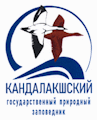 КАНДАЛАКШСКИЙ
государственный природный
заповедник